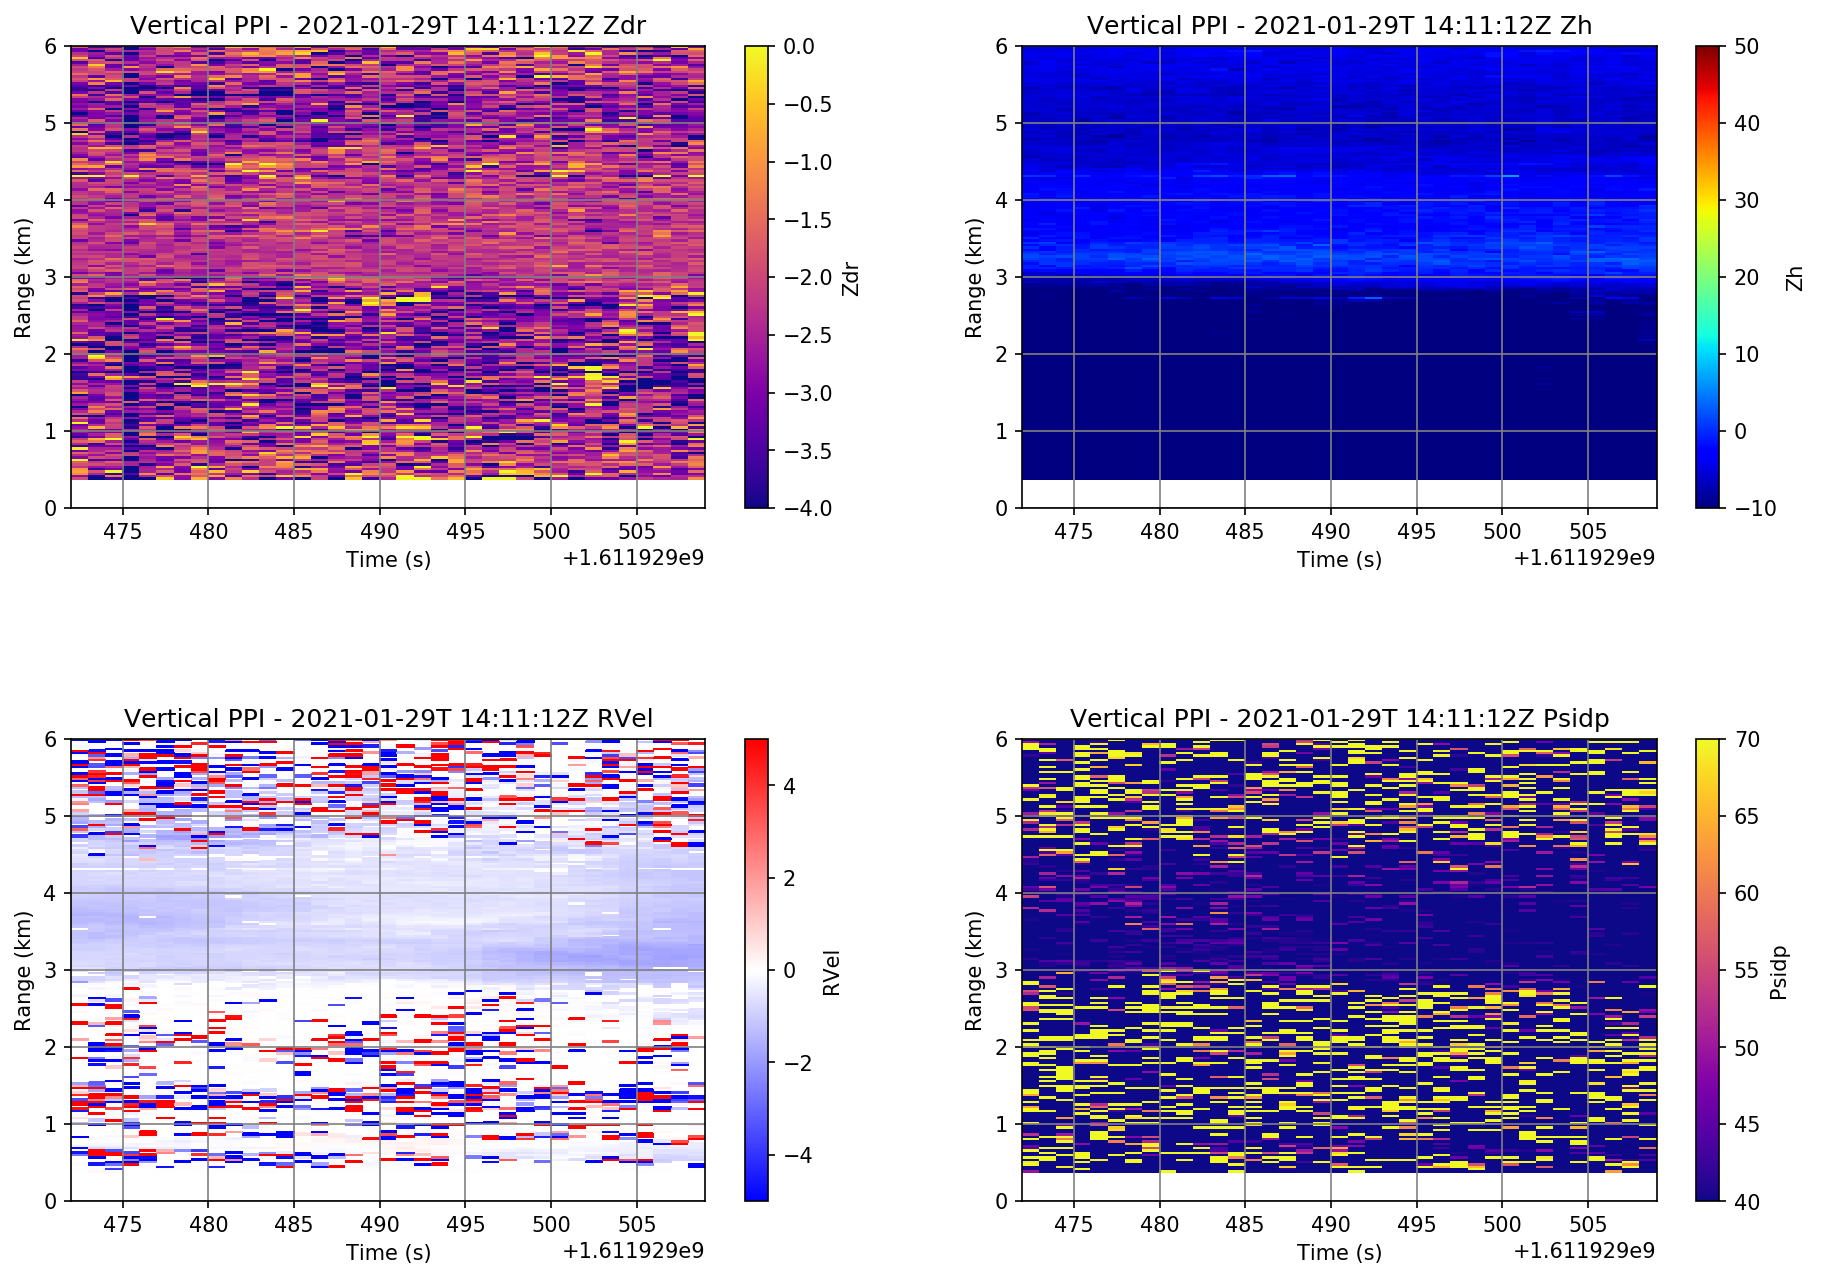 Vertical PPI - 2021-01-29T 14:11:12Z Zdr
6
5
4
3
2
1
0
Range (km)
475 480 485 490 495 500 505
Time (s)
+1.611929e9
0.0
−0.5
−1.0
−1.5
−2.0
−2.5
−3.0
−3.5
−4.0
Zdr
Vertical PPI - 2021-01-29T 14:11:12Z Zh
6
5
4
3
2
1
0
Range (km)
475 480 485 490 495 500 505
Time (s)
+1.611929e9
50
40
30
20
10
0
−10
Zh
Vertical PPI - 2021-01-29T 14:11:12Z RVel
6
5
4
3
2
1
0
Range (km)
475 480 485 490 495 500 505
Time (s)
+1.611929e9
4
2
0
−2
−4
RVel
Vertical PPI - 2021-01-29T 14:11:12Z Psidp
6
5
4
3
2
1
0
Range (km)
475 480 485 490 495 500 505
Time (s)
+1.611929e9
70
65
60
55
50
45
40
Psidp